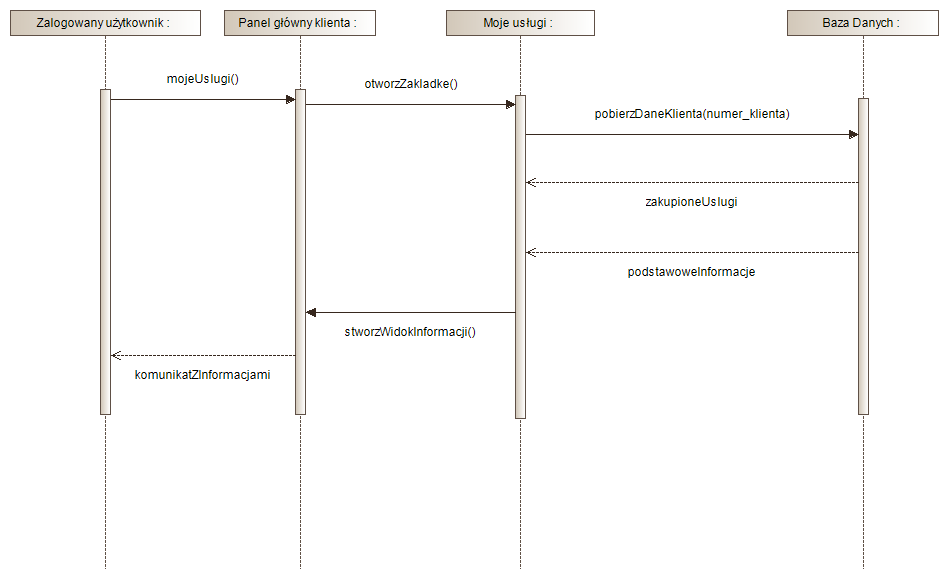 Zalogowany użytkownik :
Panel główny klienta :
Moje usługi :
Baza Danych :
mojeUslugi()
otworzZakladke()
pobierzDaneKlienta(numer_klienta)
zakupioneUslugi
podstawoweInformacje
stworzWidokInformacji()
komunikatZInformacjami